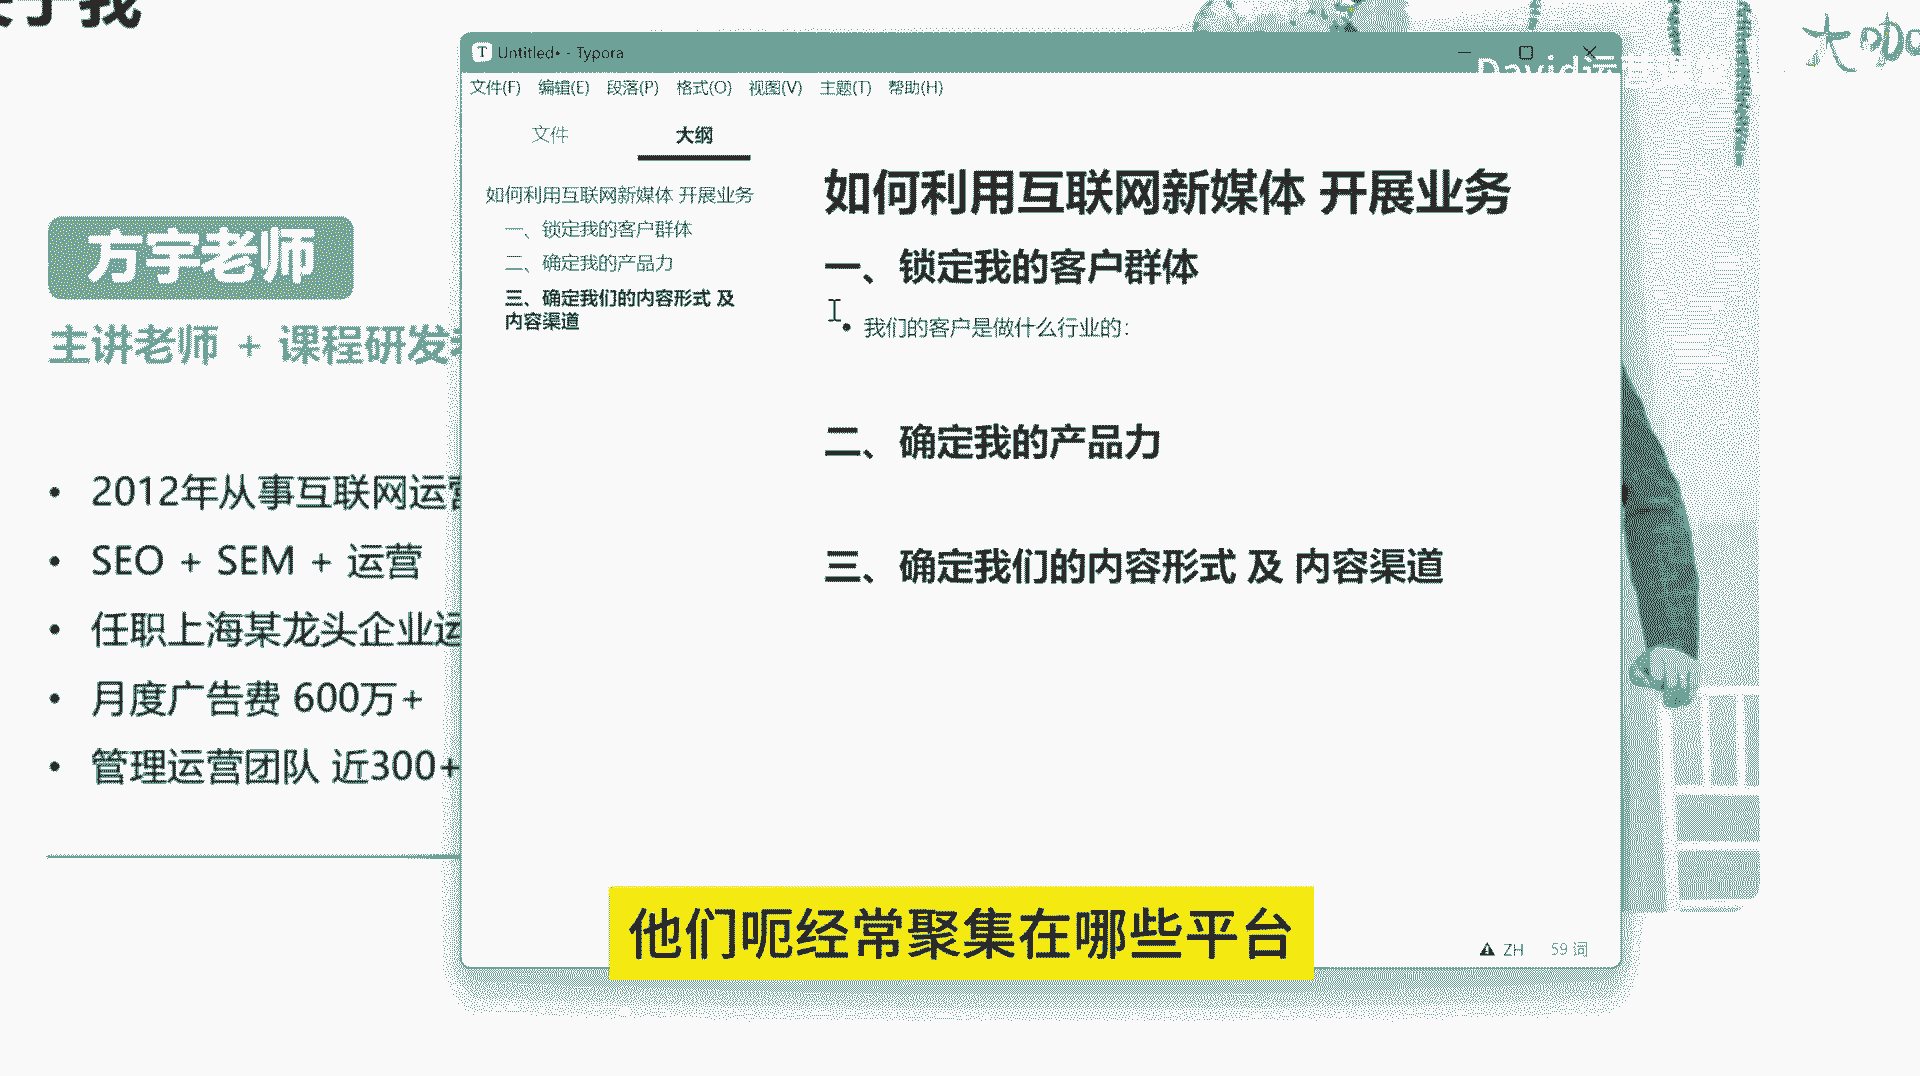 于我
大咖
David运营
Untitled• - Typora
文件(F) 编辑(E) 段落(P) 格式(O) 视图(V) 主题(T) 帮助(H)
文件 大纲
如何利用互联网新媒体 开展业务
一、锁定我的客户群体
二、确定我的产品力
三、确定我们的内容形式 及
内容渠道
如何利用互联网新媒体 开展业务
一、锁定我的客户群体
• 我们的客户是做什么行业的：
二、确定我的产品力
三、确定我们的内容形式 及 内容渠道
ZH 59 词
方宇老师
主讲老师 + 课程研发
• 2012年从事互联网运营
• SEO + SEM + 运营
• 任职上海某龙头企业运
• 月度广告费 600万+
• 管理运营团队 近300+
他们呃经常聚集在哪些平台